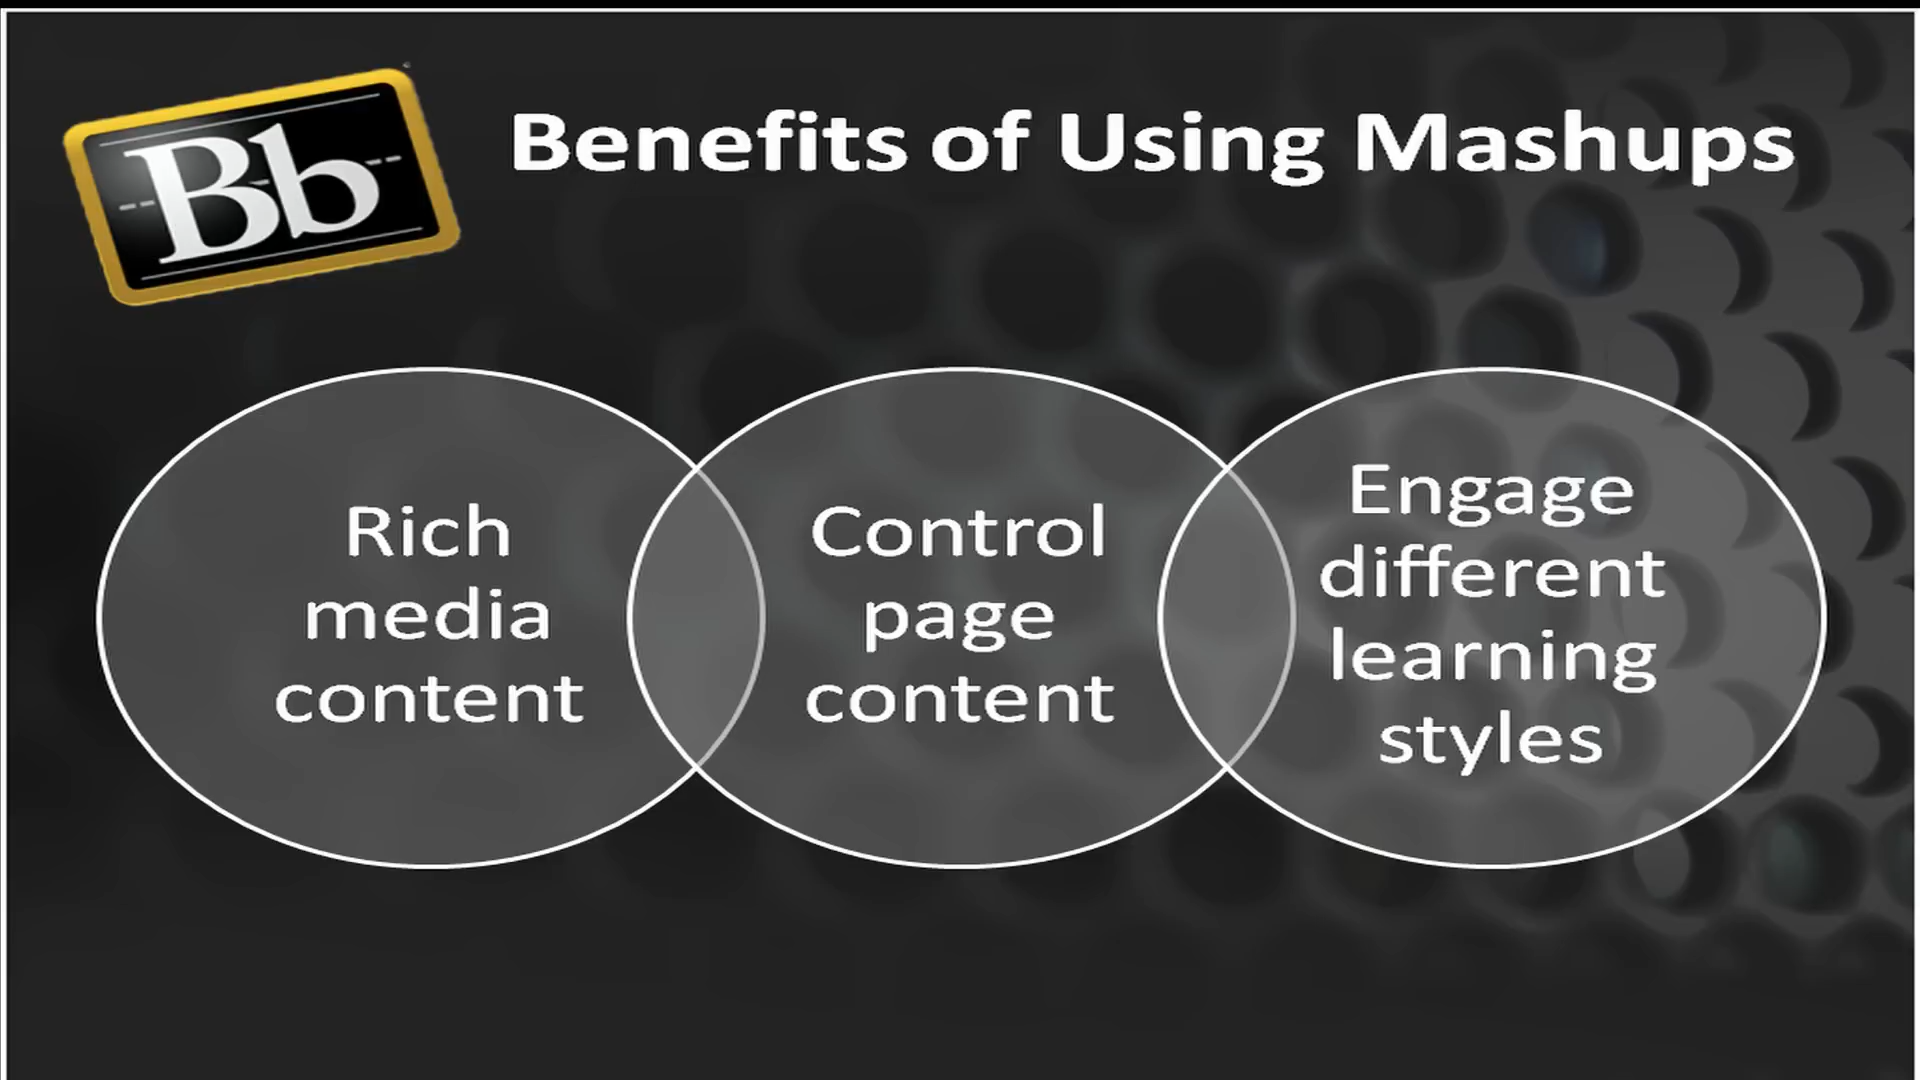 Bb
Benefits of Using Mashups
Rich
media
content
Control
page
content
Engage
different
learning
styles